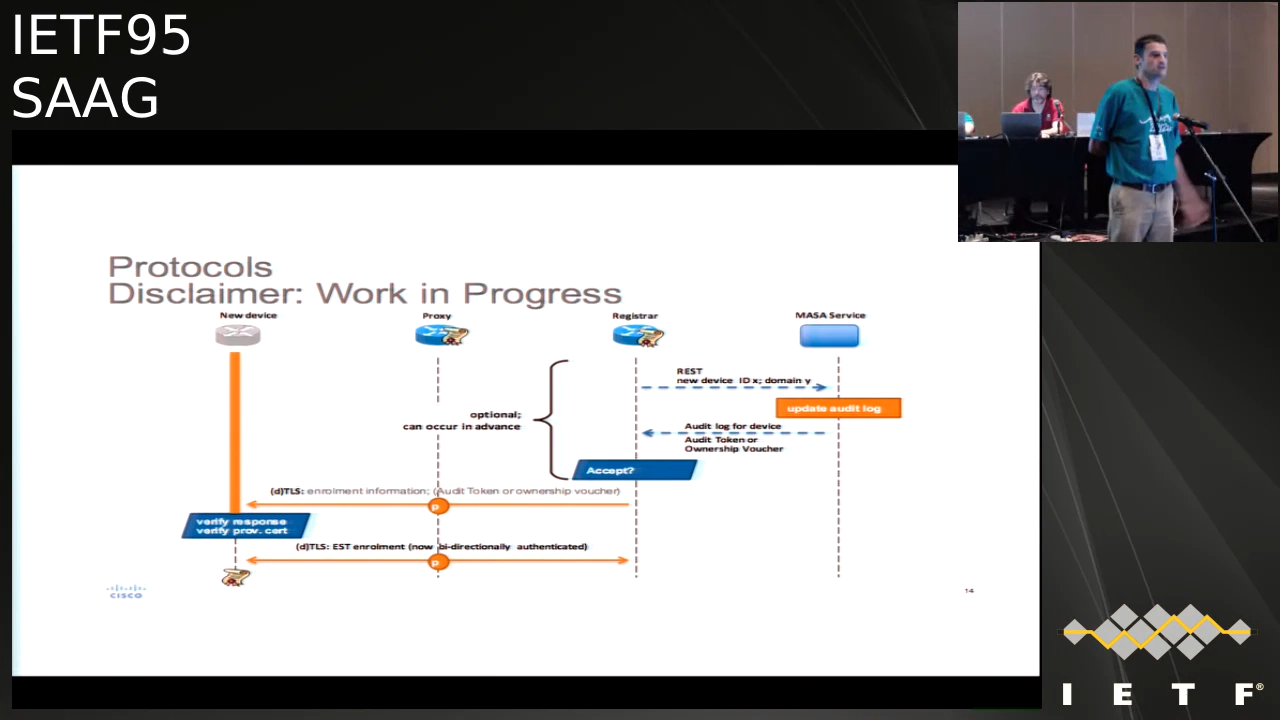 IETF95
SAAG
Protocols
Disclaimer: Work in Progress
New device
Proxy
Registrar
MASA Service
REST
new device ID x; domain y
update audit log
optional;
can occur in advance
Audit log for device
Audit Token or
Ownership Voucher
Accept?
(d)TLS: enrolment information; (Audit Token or ownership voucher)
p
verify response
verify prov. cert
(d)TLS: EST enrolment (now bi-directionally authenticated)
p
CISCO
14
I E T F®